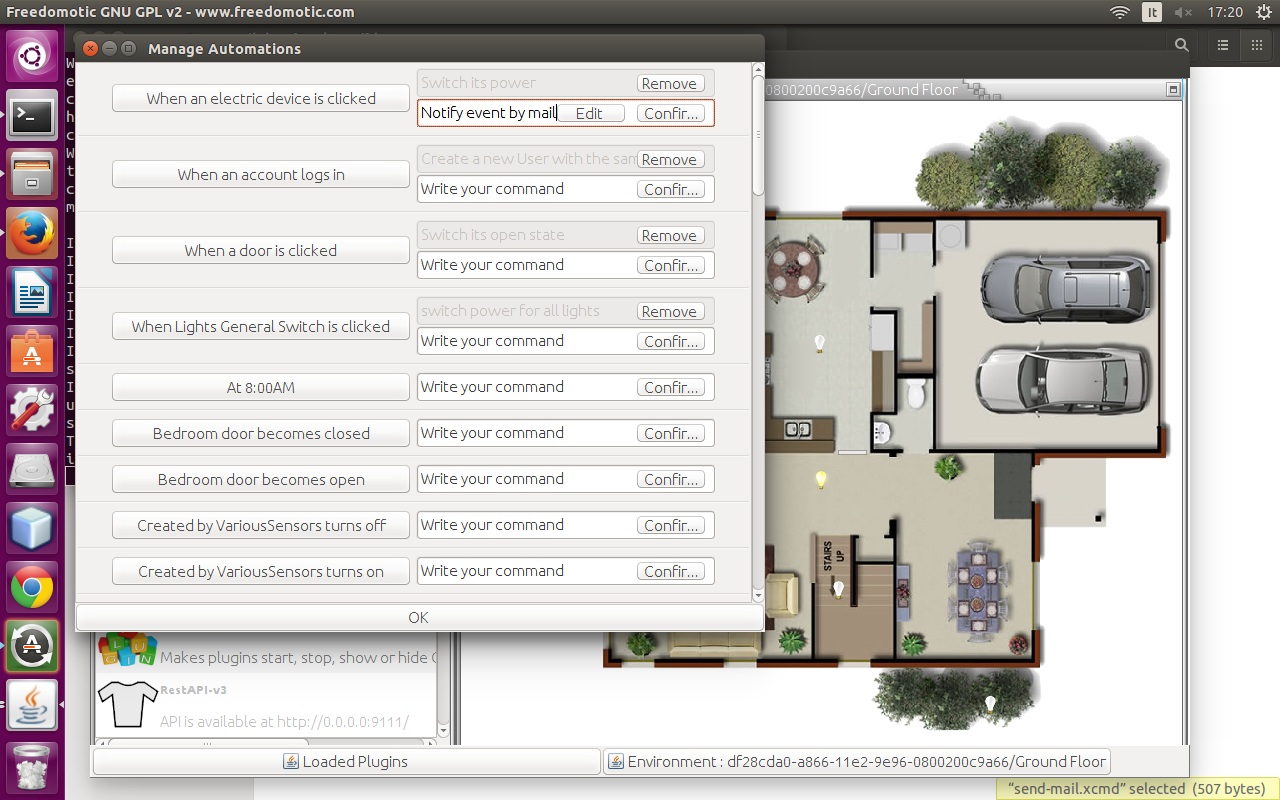 Freedomotic GNU GPL v2 - www.freedomotic.com
It
17:20
Manage Automations
When an electric device is clicked
Switch its power
Remove
Notify event by mail
Edit
Confir...
When an account logs in
Create a new User with the sam
Remove
Write your command
Confir...
When a door is clicked
Switch its open state
Remove
Write your command
Confir...
When Lights General Switch is clicked
switch power for all lights
Remove
Write your command
Confir...
At 8:00AM
Write your command
Confir...
Bedroom door becomes closed
Write your command
Confir...
Bedroom door becomes open
Write your command
Confir...
Created by VariousSensors turns off
Write your command
Confir...
Created by VariousSensors turns on
Write your command
Confir...
OK
0800200c9a66/Ground Floor
STAIRS
UP
PLUGIN
Makes plugins start, stop, show or hide
RestAPI-v3
API is available at http://0.0.0.0:9111/
Loaded Plugins
Environment : df28cda0-a866-11e2-9e96-0800200c9a66/Ground Floor
“send-mail.xcmd” selected (507 bytes)